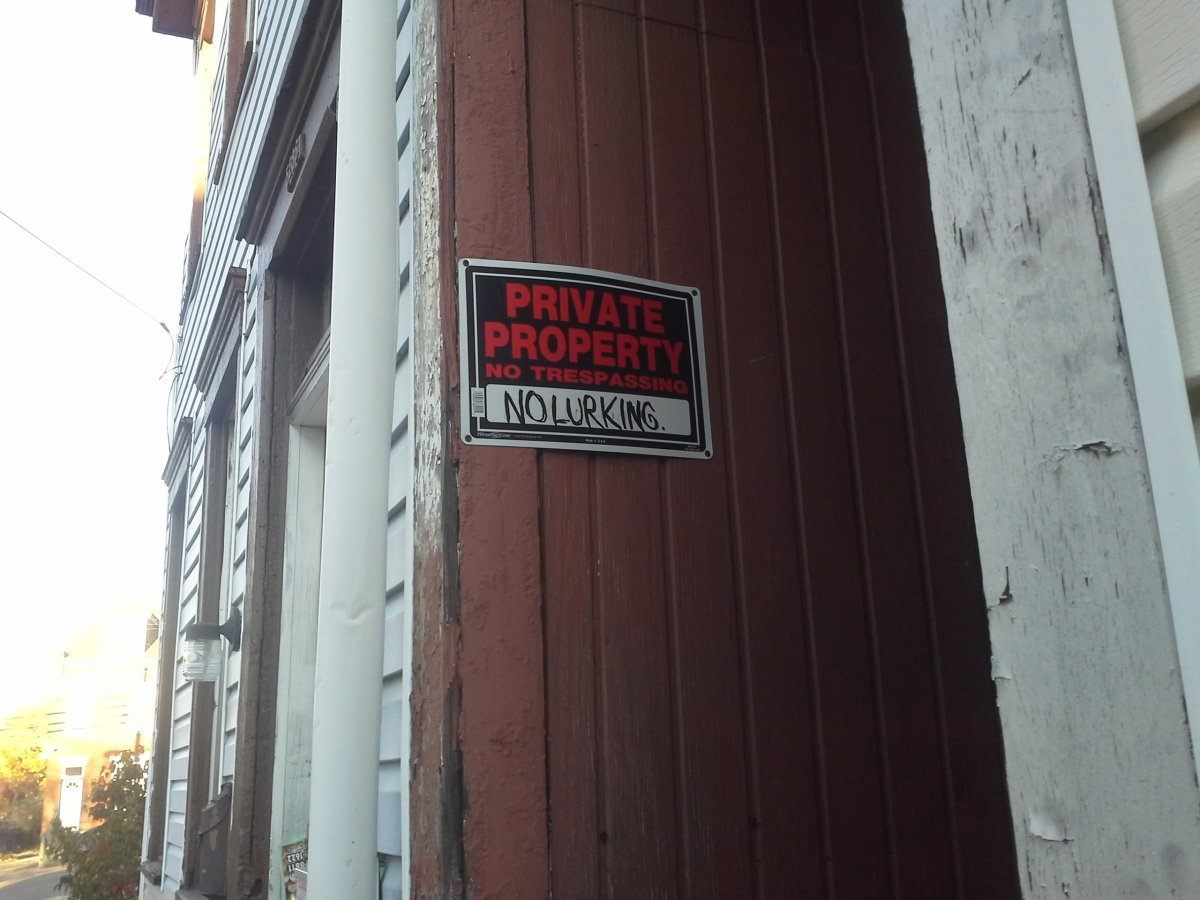 PRIVATE
PROPERTY
NO TRESPASSING
NO LURKING.